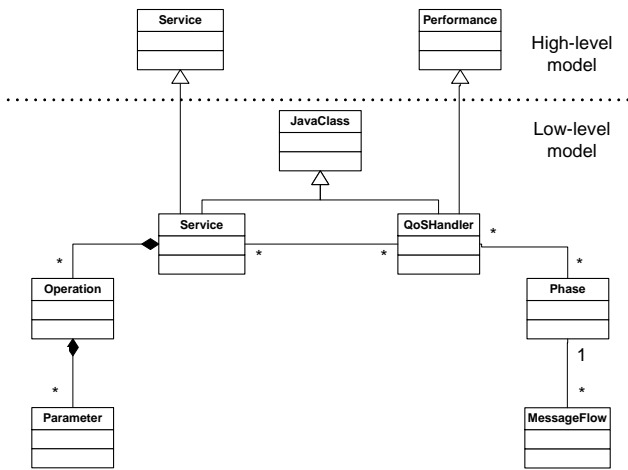 Service
Performance
High-level
model
JavaClass
Low-level
model
Service
QoSHandler
*
*
*
*
*
Operation
Phase
1
*
*
Parameter
MessageFlow